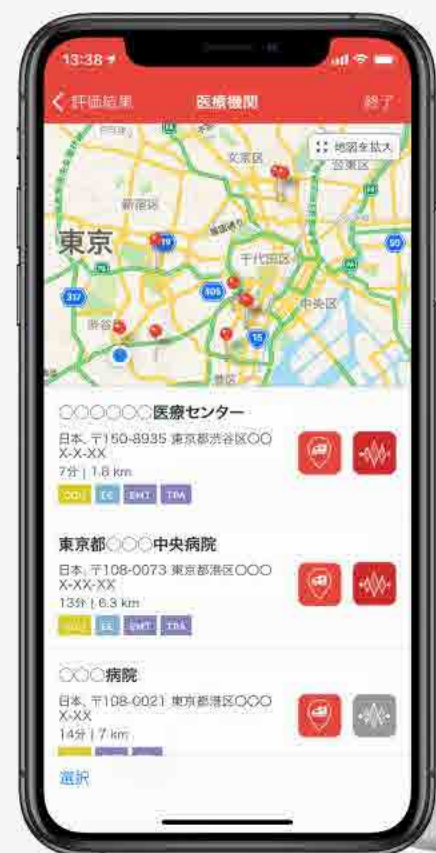 13:38
評価結果
医療機関
終了
地図を拡大
文京区
台東区
新宿区
東京
千代田区
中央区
渋谷
港区
317
405
15
50
○○○○○○医療センター
日本、〒150-8935 東京都渋谷区○○
X-X-XX
7分 | 1.8 km
CCU EC EMT TPA
東京都○○○中央病院
日本、〒108-0073 東京都港区○○○
X-XX-XX
13分 | 6.3 km
EC EMT TPA
○○○病院
日本、〒108-0021 東京都港区○○○
X-XX
14分 | 7 km
選択